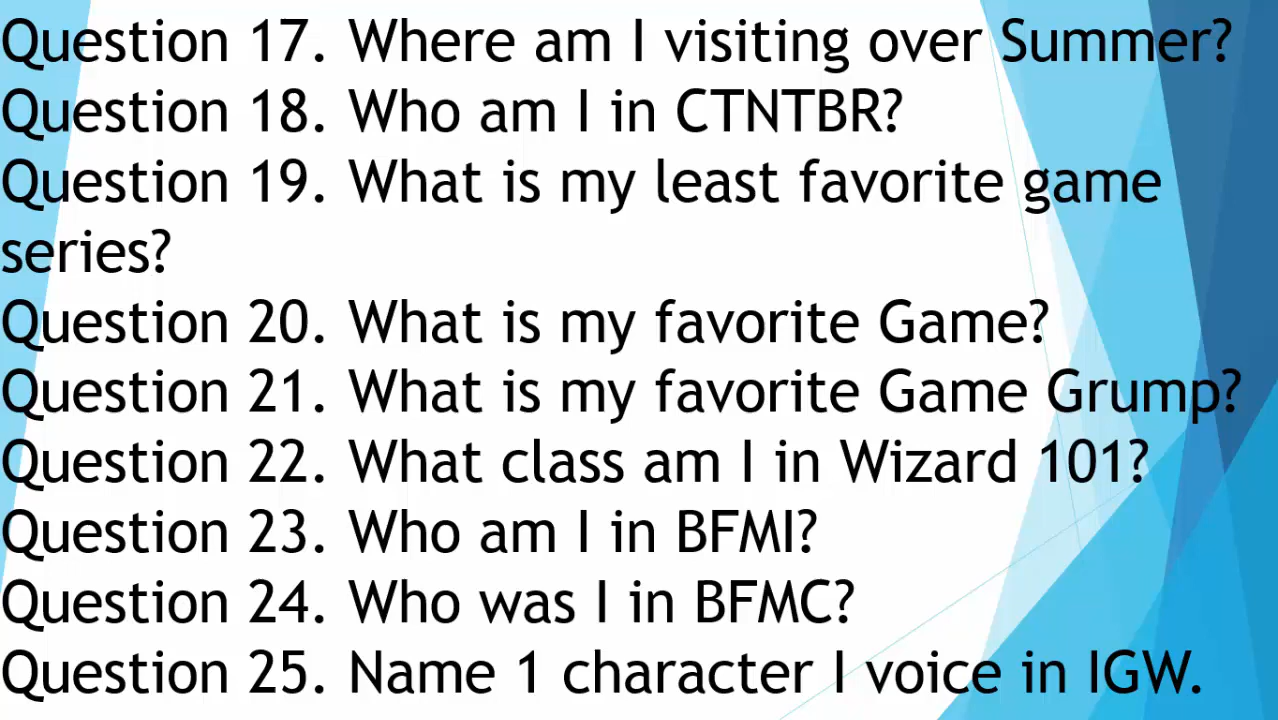 Question 17. Where am I visiting over Summer?
Question 18. Who am I in CTNTBR?
Question 19. What is my least favorite game
series?
Question 20. What is my favorite Game?
Question 21. What is my favorite Game Grump?
Question 22. What class am I in Wizard 101?
Question 23. Who am I in BFMI?
Question 24. Who was I in BFMC?
Question 25. Name 1 character I voice in IGW.